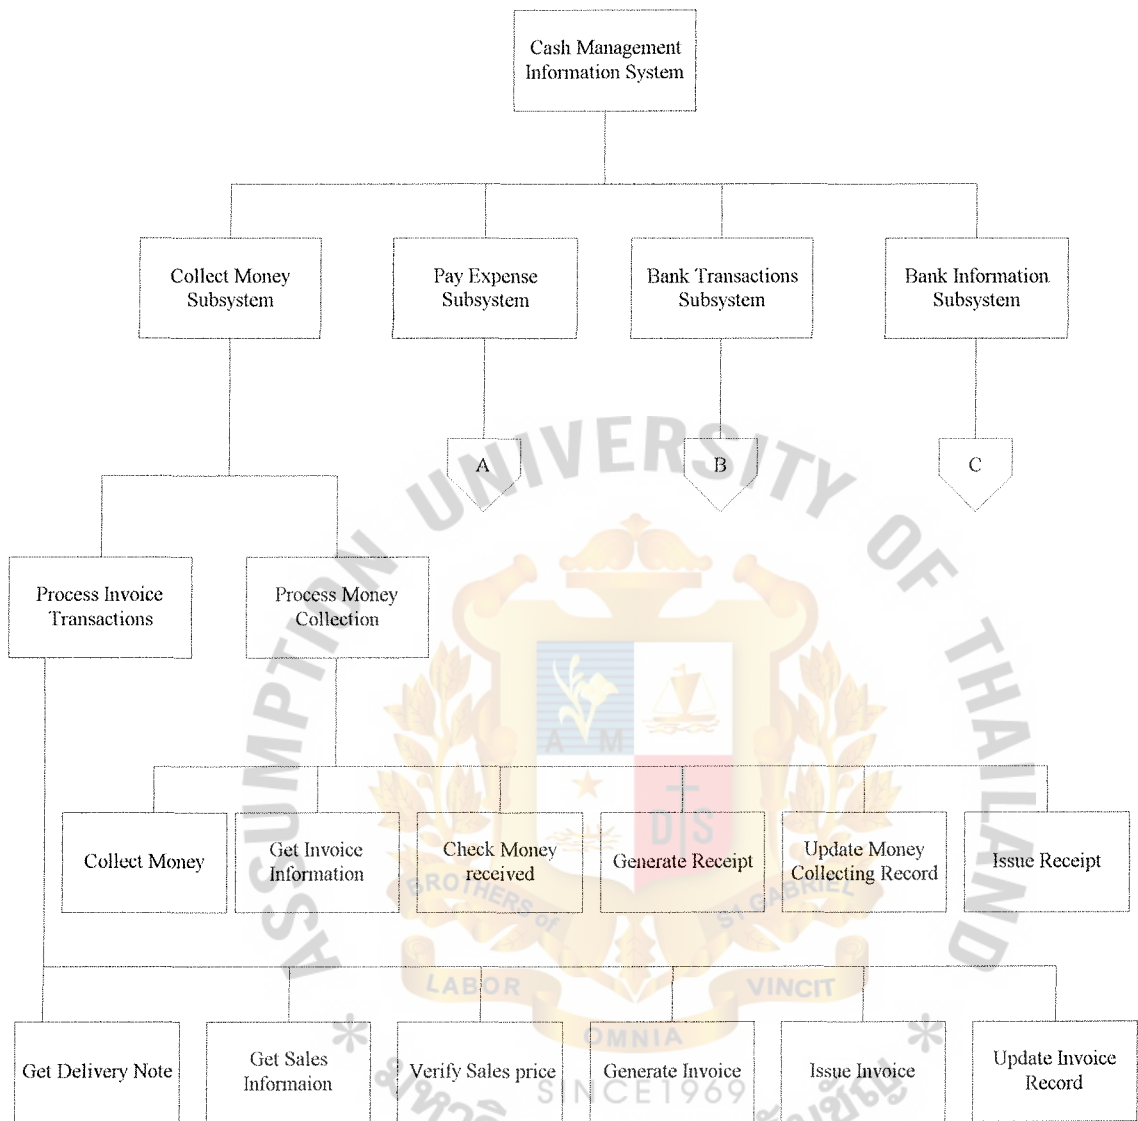 Cash Management
Information System
Collect Money
Subsystem
Pay Expense
Subsystem
Bank Transactions
Subsystem
Bank Information
Subsystem
A
B
C
Process Invoice
Transactions
Process Money
Collection
Collect Money
Get Invoice
Information
Check Money
received
Generate Receipt
Update Money
Collecting Record
Issue Receipt
Get Delivery Note
Get Sales
Informaion
Verify Sales price
Generate Invoice
Issue Invoice
Update Invoice
Record
ASSUMPTION UNIVERSITY OF THAILAND
A M
D S
BROTHERS of
ST GABRIEL
LABOR
VINCIT
OMNIA
SINCE 1969